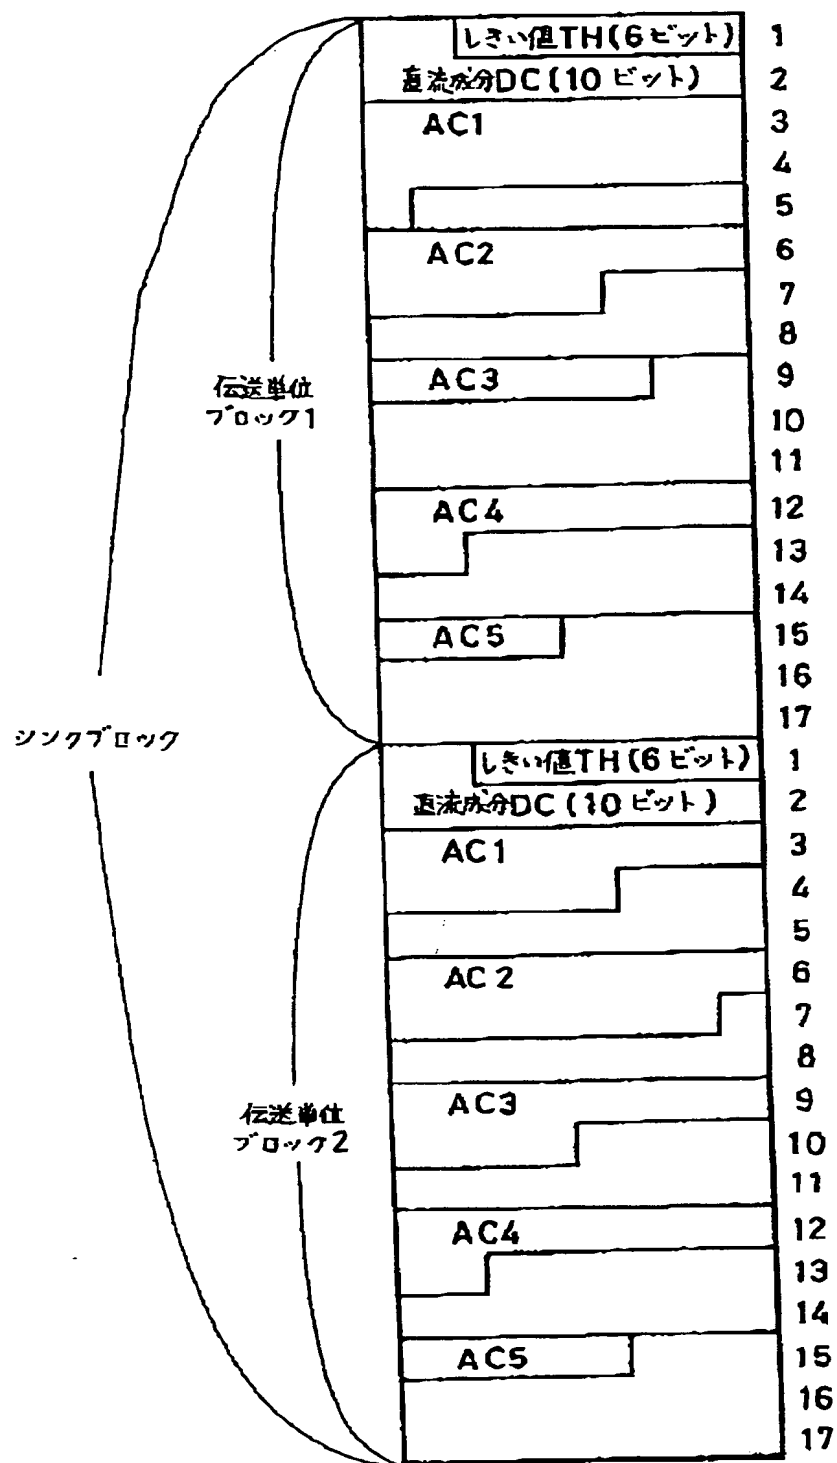 しきい値TH(6ビット) 1
直流成分DC(10ビット) 2
AC1 3
4
5
AC2 6
7
8
AC3 9
伝送単位
ブロック1
10
11
AC4 12
13
14
AC5 15
16
17
シンクブロック
しきい値TH(6ビット) 1
直流成分DC(10ビット) 2
AC1 3
4
5
AC2 6
7
8
AC3 9
伝送単位
ブロック2
10
11
AC4 12
13
14
AC5 15
16
17